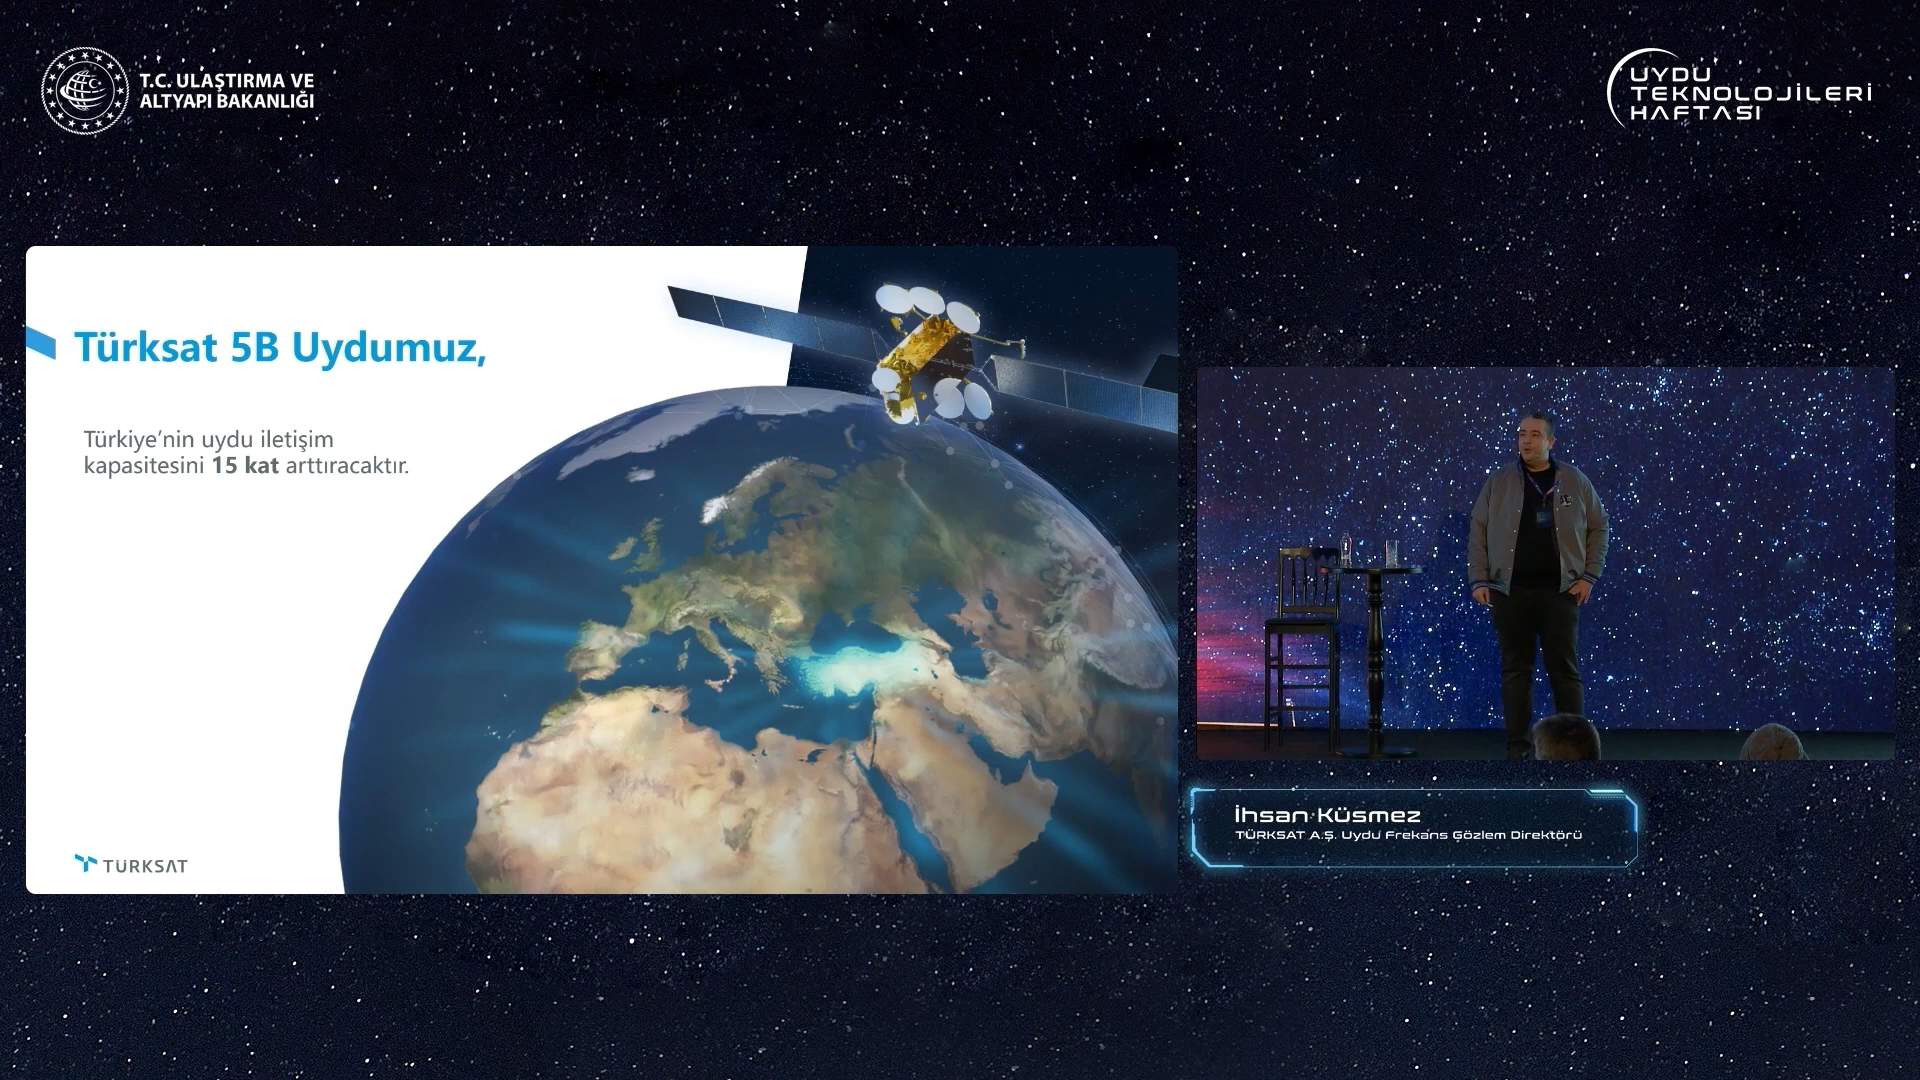 T.C. ULAŞTIRMA VE
ALTYAPI BAKANLIĞI
UYDU
TEKNOLOJİLERİ
HAFTASI
Türksat 5B Uydumuz,
Türkiye’nin uydu iletişim
kapasitesini 15 kat arttıracaktır.
TÜRKSAT
İhsan Küsmez
TÜRKSAT A.Ş. Uydu Frekans Gözlem Direktörü